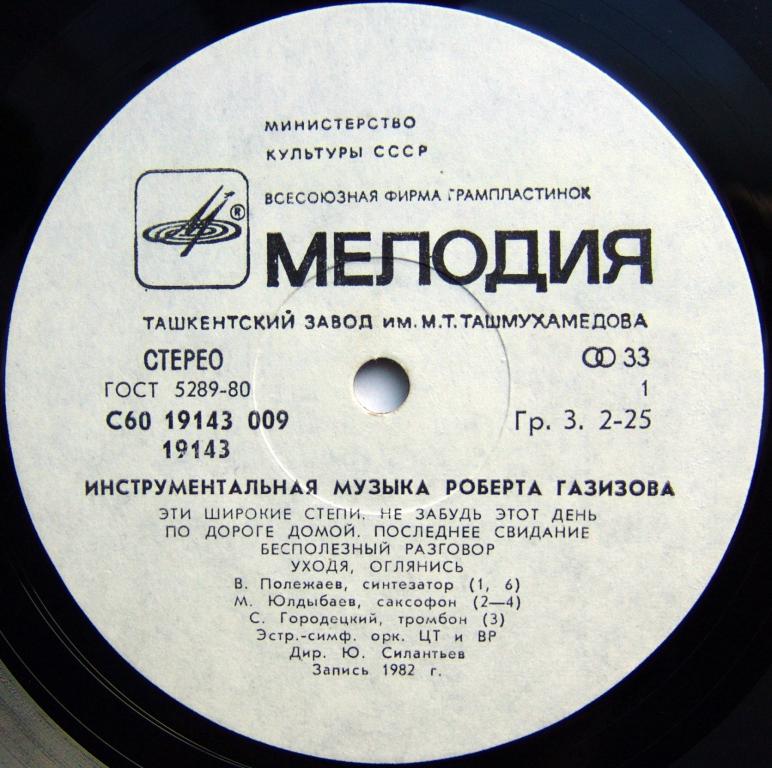 МИНИСТЕРСТВО
КУЛЬТУРЫ СССР
ВСЕСОЮЗНАЯ ФИРМА ГРАМПЛАСТИНОК
®
МЕЛОДИЯ
ТАШКЕНТСКИЙ ЗАВОД им. М.Т. ТАШМУХАМЕДОВА
СТЕРЕО 33
ГОСТ 5289-80 1
С60 19143 009 Гр. 3. 2-25
19143
ИНСТРУМЕНТАЛЬНАЯ МУЗЫКА РОБЕРТА ГАЗИЗОВА
ЭТИ ШИРОКИЕ СТЕПИ. НЕ ЗАБУДЬ ЭТОТ ДЕНЬ
ПО ДОРОГЕ ДОМОЙ. ПОСЛЕДНЕЕ СВИДАНИЕ
БЕСПОЛЕЗНЫЙ РАЗГОВОР
УХОДЯ, ОГЛЯНИСЬ
В. Полежаев, синтезатор (1, 6)
М. Юлдыбаев, саксофон (2—4)
С. Городецкий, тромбон (3)
Эстр.-симф. орк. ЦТ и ВР
Дир. Ю. Силантьев
Запись 1982 г.